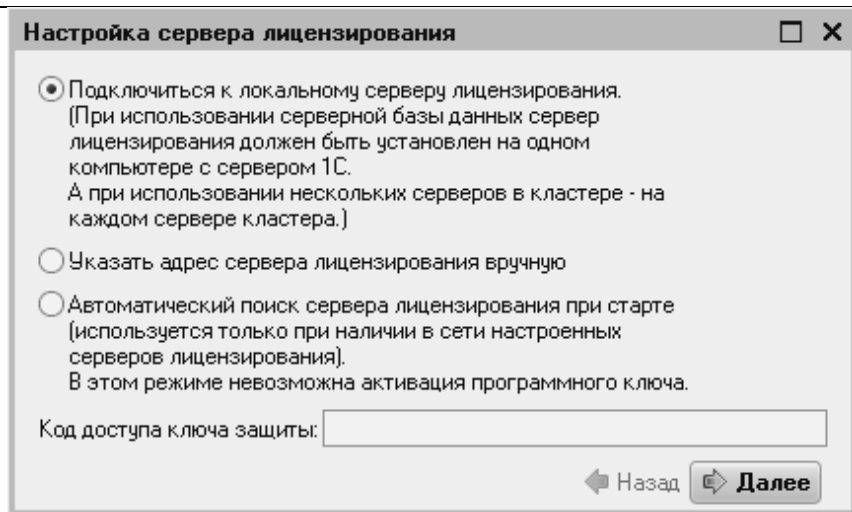 Настройка сервера лицензирования
Подключиться к локальному серверу лицензирования.
(При использовании серверной базы данных сервер
лицензирования должен быть установлен на одном
компьютере с сервером 1С.
А при использовании нескольких серверов в кластере - на
каждом сервере кластера.)
Указать адрес сервера лицензирования вручную
Автоматический поиск сервера лицензирования при старте
(используется только при наличии в сети настроенных
серверов лицензирования).
В этом режиме невозможна активация программного ключа.
Код доступа ключа защиты:
Назад Далее